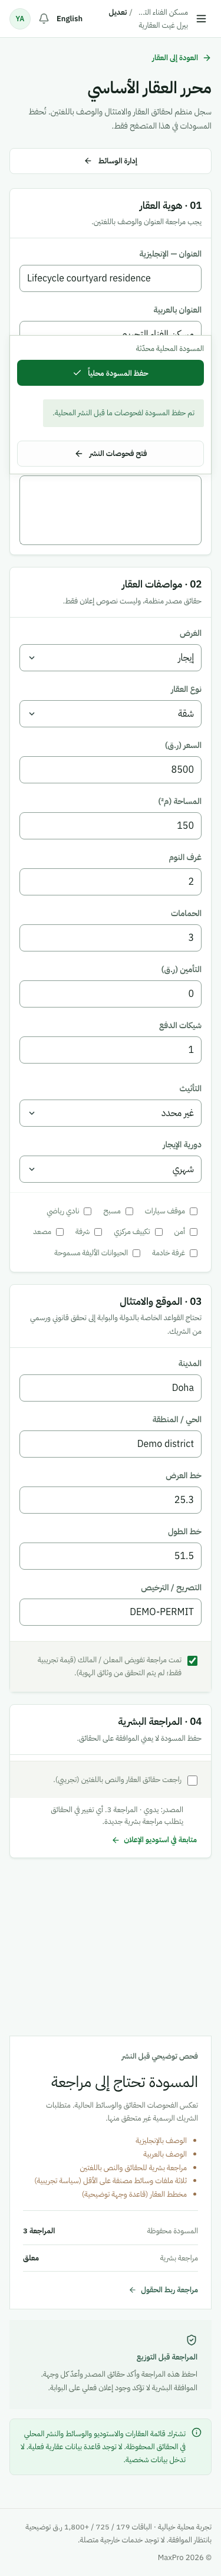 مسكن الفناء الت... / تعديل
بيرل غيت العقارية
English
YA
العودة إلى العقار
محرر العقار الأساسي
سجل منظم لحقائق العقار والامتثال والوصف باللغتين. تُحفظ
المسودات في هذا المتصفح فقط.
إدارة الوسائط
01 · هوية العقار
يجب مراجعة العنوان والوصف باللغتين.
العنوان — الإنجليزية
Lifecycle courtyard residence
العنوان بالعربية
المسودة المحلية محدثة
حفظ المسودة محلياً
تم حفظ المسودة لفحوصات ما قبل النشر المحلية.
فتح فحوصات النشر
02 · مواصفات العقار
حقائق مصدر منظمة، وليست نصوص إعلان فقط.
الغرض
إيجار
نوع العقار
شقة
السعر (ر.ق)
8500
المساحة (م²)
150
غرف النوم
2
الحمامات
3
التأمين (ر.ق)
0
شيكات الدفع
1
التأثيث
غير محدد
دورية الإيجار
شهري
موقف سيارات
مسبح
نادي رياضي
أمن
تكييف مركزي
شرفة
مصعد
غرفة خادمة
الحيوانات الأليفة مسموحة
03 · الموقع والامتثال
تحتاج القواعد الخاصة بالدولة والبوابة إلى تحقق قانوني ورسمي
من الشريك.
المدينة
Doha
الحي / المنطقة
Demo district
خط العرض
25.3
خط الطول
51.5
التصريح / الترخيص
DEMO-PERMIT
تمت مراجعة تفويض المعلن / المالك (قيمة تجريبية
فقط؛ لم يتم التحقق من وثائق الهوية).
04 · المراجعة البشرية
حفظ المسودة لا يعني الموافقة على الحقائق.
راجعت حقائق العقار والنص باللغتين (تجريبي).
المصدر: يدوي · المراجعة 3. أي تغيير في الحقائق
يتطلب مراجعة بشرية جديدة.
متابعة في استوديو الإعلان
فحص توضيحي قبل النشر
المسودة تحتاج إلى مراجعة
تعكس الفحوصات الحقائق والوسائط الحالية. متطلبات
الشريك الرسمية غير متحقق منها.
الوصف بالإنجليزية
الوصف بالعربية
مراجعة بشرية للحقائق والنص باللغتين
ثلاثة ملفات وسائط مصنفة على الأقل (سياسة تجريبية)
مخطط العقار (قاعدة وجهة توضيحية)
المسودة محفوظة
المراجعة 3
مراجعة بشرية
معلق
مراجعة ربط الحقول
المراجعة قبل التوزيع
احفظ هذه المراجعة وأكد حقائق المصدر وأعدّ كل وجهة.
الموافقة البشرية لا تؤكد وجود إعلان فعلي على البوابة.
تشترك قائمة العقارات والاستوديو والوسائط والنشر المحلي
في الحقائق المحفوظة. لا توجد قاعدة بيانات عقارية فعلية. لا
تدخل بيانات شخصية.
تجربة محلية خيالية · الباقات 179 / 725 / +1,800 ر.ق توضيحية
بانتظار الموافقة. لا توجد خدمات خارجية متصلة.
© 2026 MaxPro